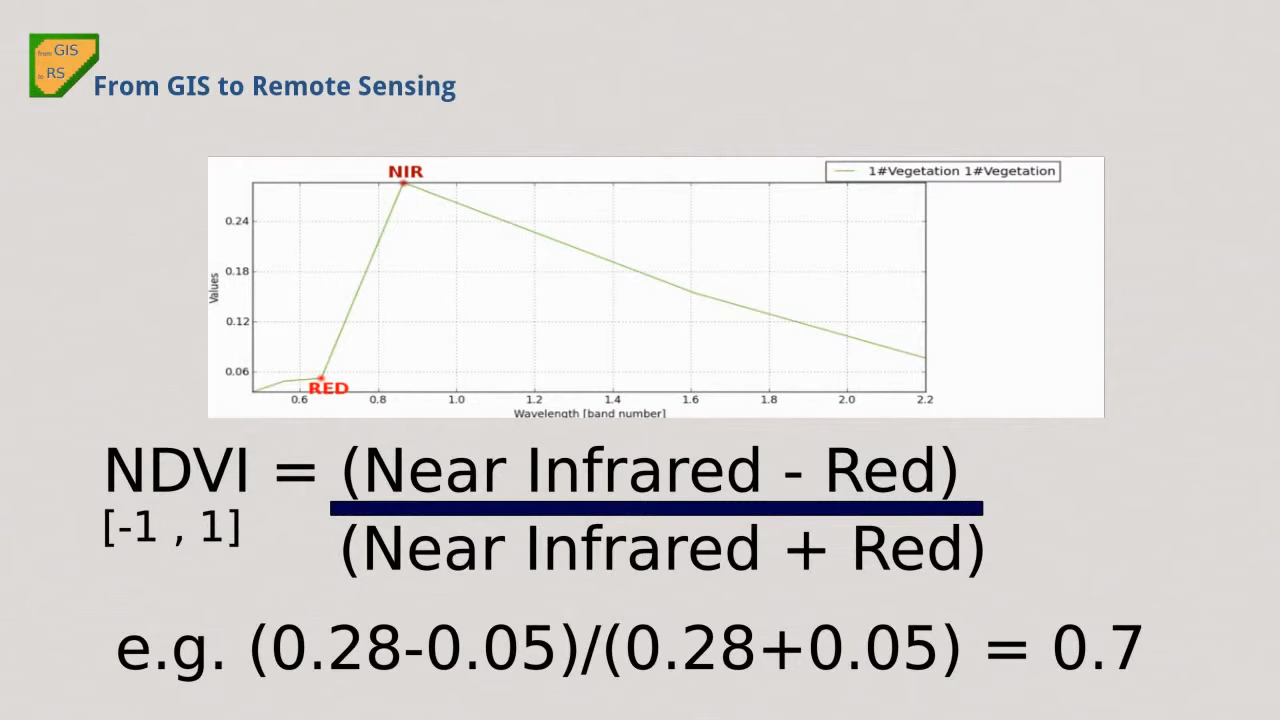 from GIS
to RS
From GIS to Remote Sensing
NIR
1#Vegetation 1#Vegetation
0.24
0.18
0.12
0.06
Values
RED
0.6 0.8 1.0 1.2 1.4 1.6 1.8 2.0 2.2
Wavelength [band number]
NDVI = (Near Infrared - Red)
[-1 , 1]
(Near Infrared + Red)
e.g. (0.28-0.05)/(0.28+0.05) = 0.7